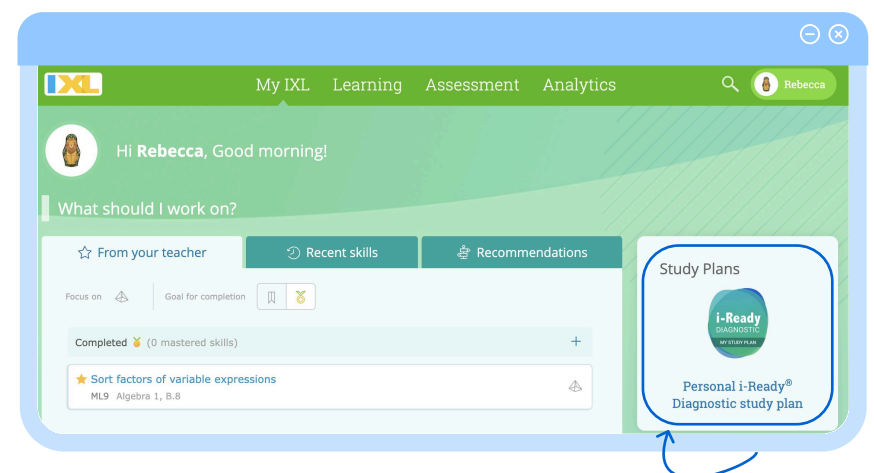 IXL
My IXL Learning Assessment Analytics Rebecca
Hi Rebecca, Good morning!
What should I work on?
From your teacher Recent skills Recommendations
Focus on Goal for completion
Completed (0 mastered skills) +
Sort factors of variable expressions
ML9 Algebra 1, B.8
Study Plans
i-Ready
DIAGNOSTIC
MY STUDY PLAN
Personal i-Ready®
Diagnostic study plan